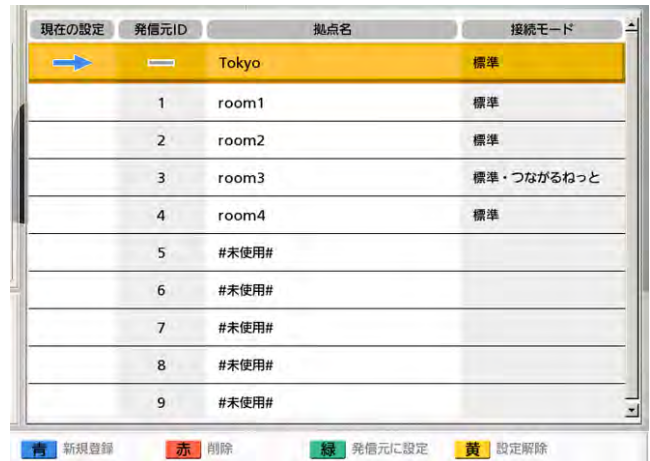 現在の設定 発信元ID 拠点名 接続モード
— Tokyo 標準
1 room1 標準
2 room2 標準
3 room3 標準・つながるねっと
4 room4 標準
5 #未使用#
6 #未使用#
7 #未使用#
8 #未使用#
9 #未使用#
青 新規登録 赤 削除 緑 発信元に設定 黄 設定解除